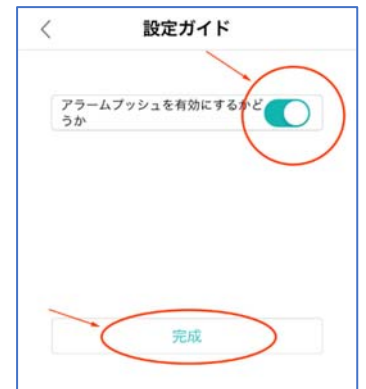 設定ガイド
アラームプッシュを有効にするかど
うか
完成